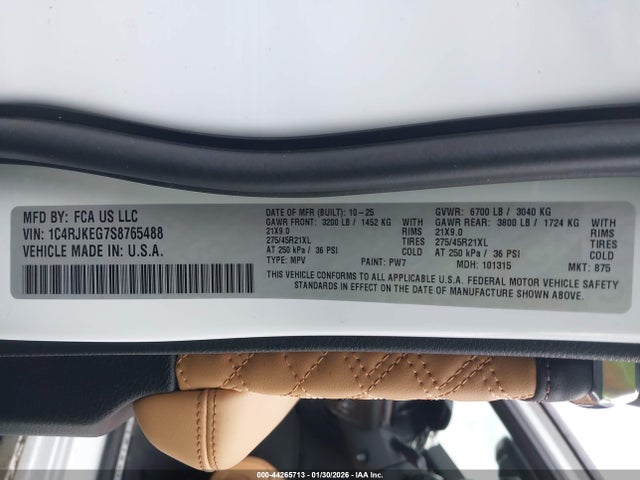 MFD BY: FCA US LLC
VIN: 1C4RJKEG7S8765488
VEHICLE MADE IN U.S.A.
DATE OF MFR (BUILT): 10-25
GAWR FRONT: 3200 LB / 1452 KG
21X9.0 RIMS
275/45R21XL TIRES
AT 250 kPa / 36 PSI COLD
TYPE: MPV PAINT: PW7
GVWR: 6700 LB / 3040 KG
GAWR REAR: 3800 LB / 1724 KG
21X9.0 RIMS
275/45R21XL TIRES
AT 250 kPa / 36 PSI COLD
MDH: 101315 MKT: 875
THIS VEHICLE CONFORMS TO ALL APPLICABLE U.S.A. FEDERAL MOTOR VEHICLE SAFETY
STANDARDS IN EFFECT ON THE DATE OF MANUFACTURE SHOWN ABOVE.
000-44265713 - 01/30/2026 - IAA Inc.